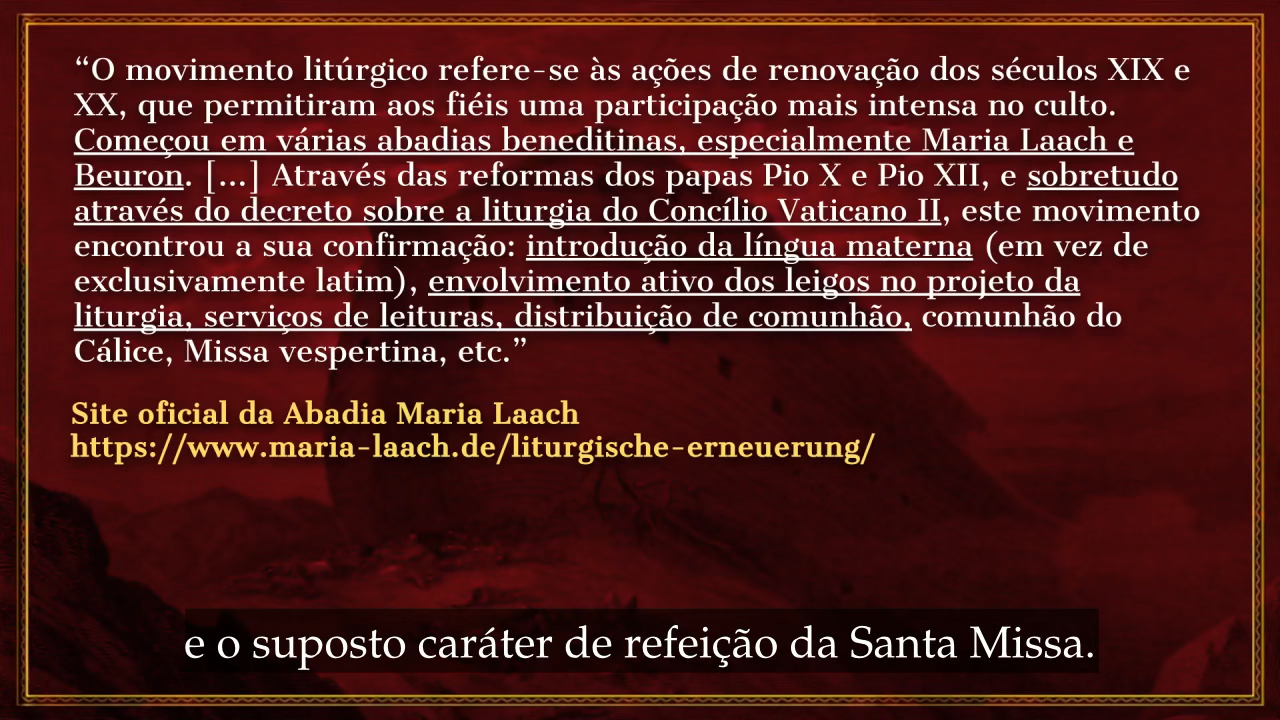 “O movimento litúrgico refere-se às ações de renovação dos séculos XIX e
XX, que permitiram aos fiéis uma participação mais intensa no culto.
Começou em várias abadias beneditinas, especialmente Maria Laach e
Beuron. [...] Através das reformas dos papas Pio X e Pio XII, e sobretudo
através do decreto sobre a liturgia do Concílio Vaticano II, este movimento
encontrou a sua confirmação: introdução da língua materna (em vez de
exclusivamente latim), envolvimento ativo dos leigos no projeto da
liturgia, serviços de leituras, distribuição de comunhão, comunhão do
Cálice, Missa vespertina, etc.”
Site oficial da Abadia Maria Laach
https://www.maria-laach.de/liturgische-erneuerung/
e o suposto caráter de refeição da Santa Missa.